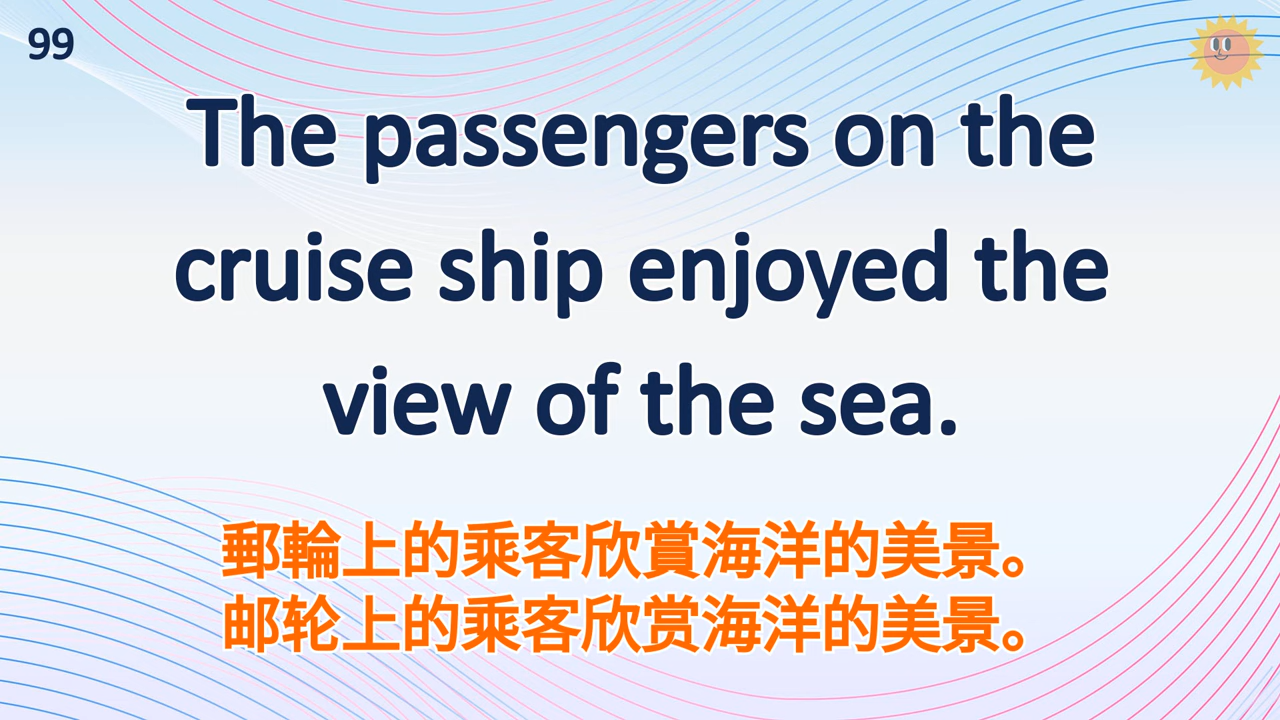 99
The passengers on the
cruise ship enjoyed the
view of the sea.
郵輪上的乘客欣賞海洋的美景。
邮轮上的乘客欣赏海洋的美景。